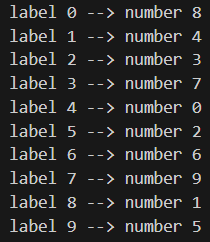 label 0 --> number 8
label 1 --> number 4
label 2 --> number 3
label 3 --> number 7
label 4 --> number 0
label 5 --> number 2
label 6 --> number 6
label 7 --> number 9
label 8 --> number 1
label 9 --> number 5